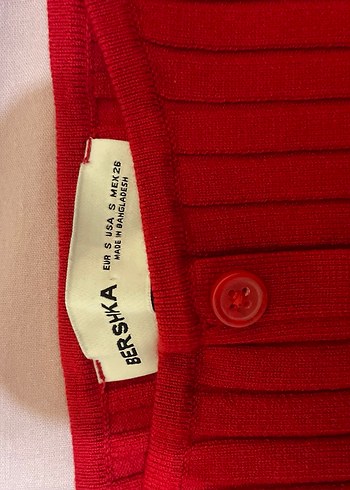 BERSHKA
EUR S USA S MEX 26
MADE IN BANGLADESH